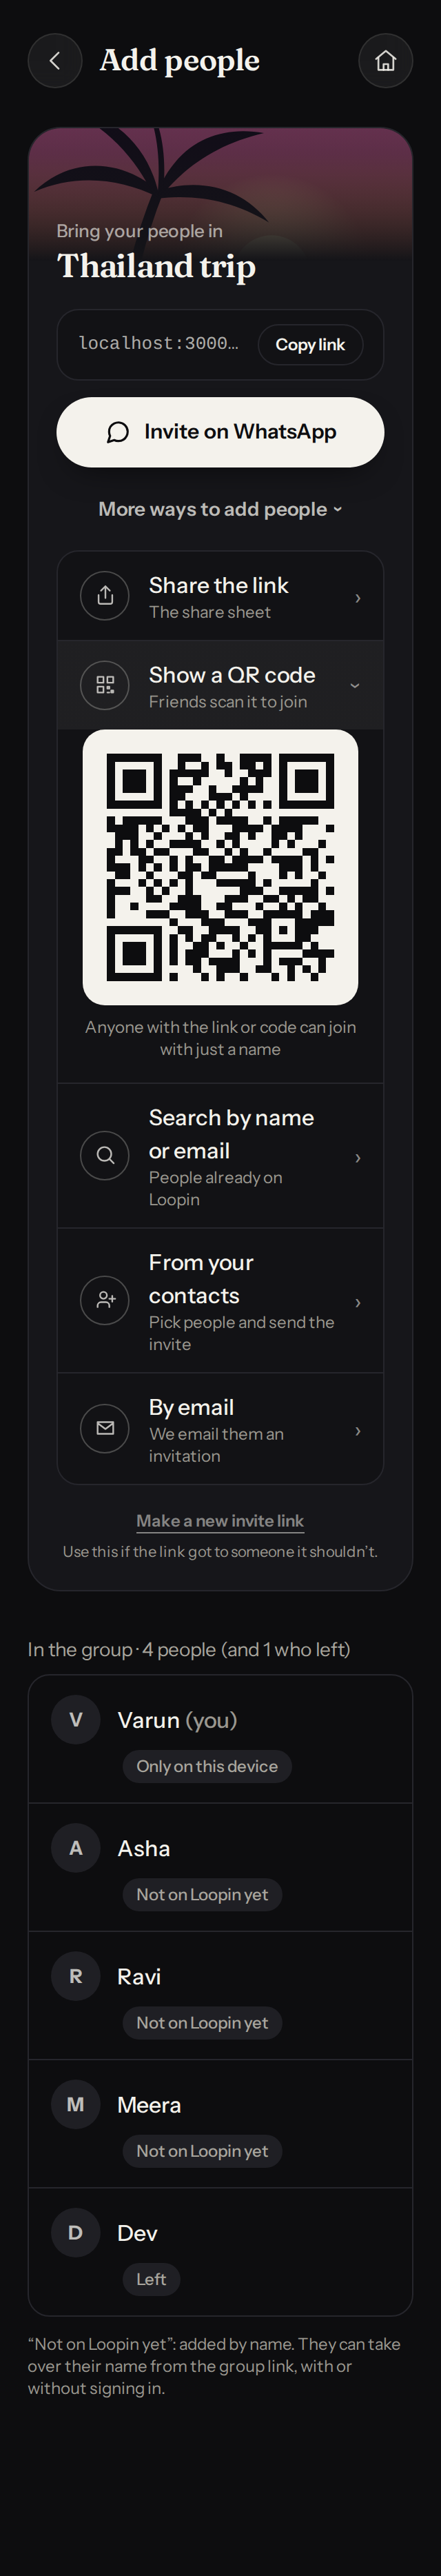 Add people
Bring your people in
Thailand trip
localhost:3000…
Copy link
Invite on WhatsApp
More ways to add people
Share the link
The share sheet
Show a QR code
Friends scan it to join
Anyone with the link or code can join
with just a name
Search by name
or email
People already on
Loopin
From your
contacts
Pick people and send the
invite
By email
We email them an
invitation
Make a new invite link
Use this if the link got to someone it shouldn’t.
In the group · 4 people (and 1 who left)
V
Varun (you)
Only on this device
A
Asha
Not on Loopin yet
R
Ravi
Not on Loopin yet
M
Meera
Not on Loopin yet
D
Dev
Left
“Not on Loopin yet”: added by name. They can take
over their name from the group link, with or
without signing in.